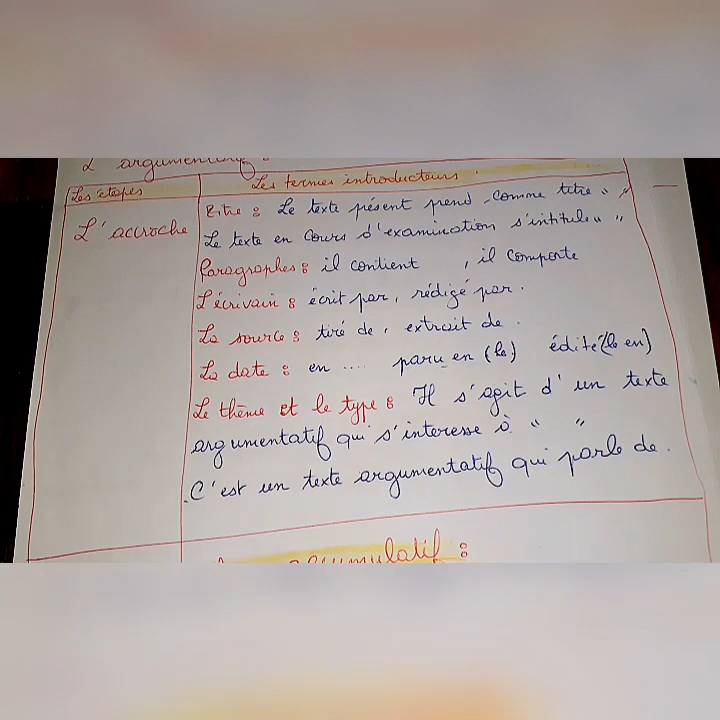 L'argumentatif :
Les étapes
Les termes introducteurs.
L'accroche
Titre : Le texte présent prend comme titre " "
Le texte en cours d'examination s'intitule " "
Paragraphes : il contient , il comporte
L'écrivain : écrit par, rédigé par.
La source : tiré de, extrait de.
La date : en .... paru en (le) édité (le en)
Le thème et le type : Il s'agit d'un texte
argumentatif qui s'interesse à " "
. C'est un texte argumentatif qui parle de.
accumulatif :